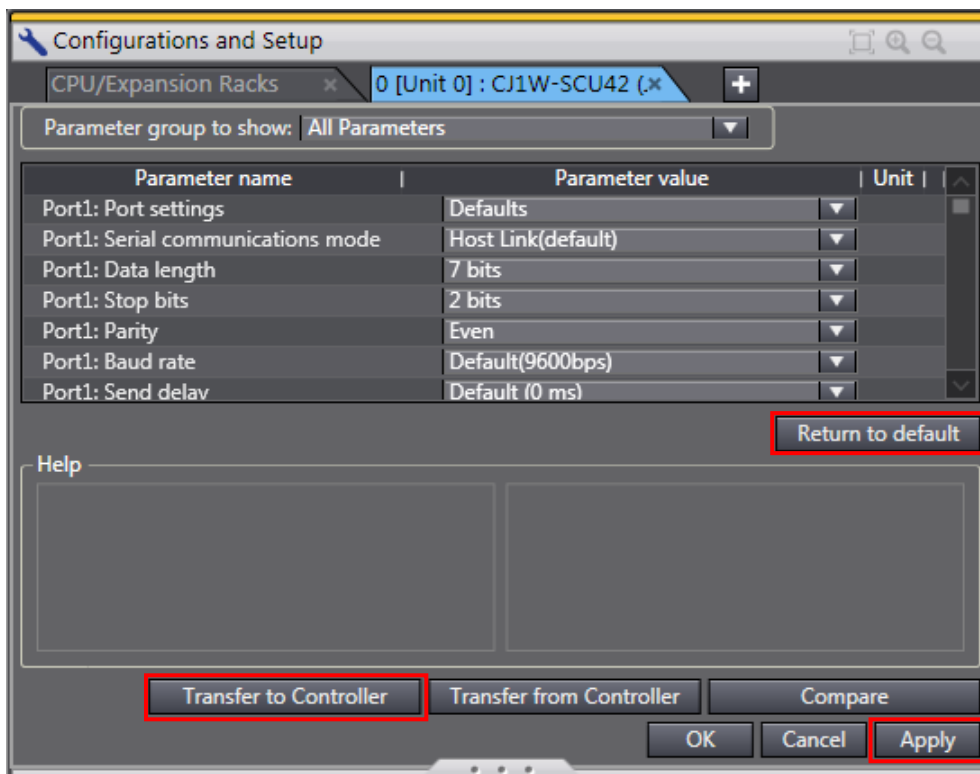 Configurations and Setup
CPU/Expansion Racks × 0 [Unit 0] : CJ1W-SCU42 (.× +
Parameter group to show: All Parameters
Parameter name | Parameter value | Unit |
Port1: Port settings Defaults
Port1: Serial communications mode Host Link(default)
Port1: Data length 7 bits
Port1: Stop bits 2 bits
Port1: Parity Even
Port1: Baud rate Default(9600bps)
Port1: Send delay Default (0 ms)
Return to default
Help
Transfer to Controller Transfer from Controller Compare
OK Cancel Apply